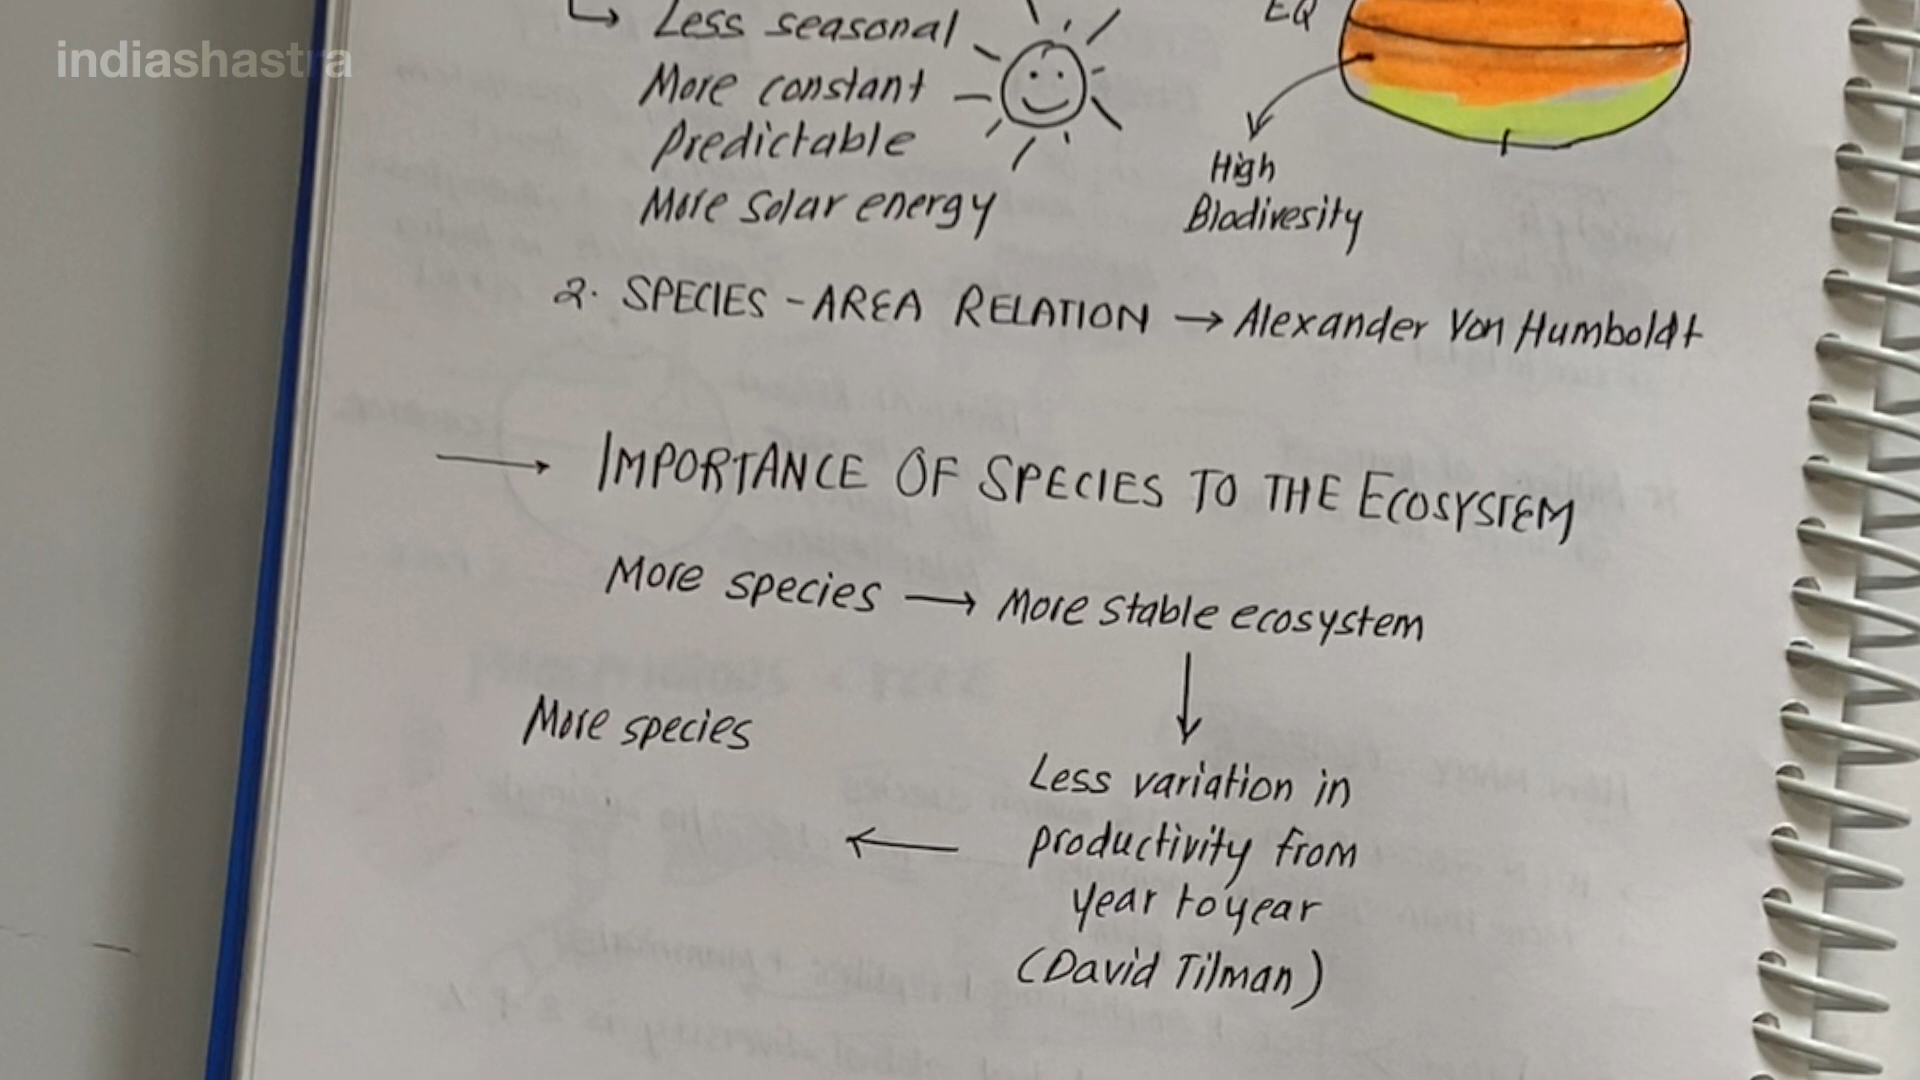 indiashastra
Less seasonal
More constant
Predictable
More solar energy
EQ
High
Biodivesity
2. SPECIES - AREA RELATION → Alexander Von Humboldt
→ IMPORTANCE OF SPECIES TO THE ECOSYSTEM
More species → More stable ecosystem
More species
Less variation in
productivity from
year to year
(David Tilman)